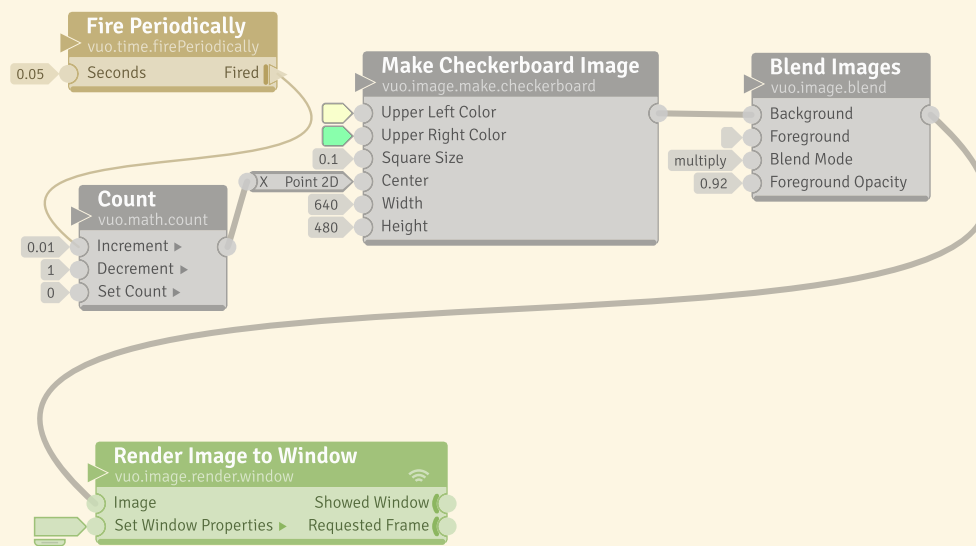 Fire Periodically
vuo.time.firePeriodically
0.05 Seconds Fired
Make Checkerboard Image
vuo.image.make.checkerboard
Upper Left Color
Upper Right Color
0.1 Square Size
X Point 2D Center
640 Width
480 Height
Blend Images
vuo.image.blend
Background
Foreground
multiply Blend Mode
0.92 Foreground Opacity
Count
vuo.math.count
0.01 Increment
1 Decrement
0 Set Count
Render Image to Window
vuo.image.render.window
Image Showed Window
Set Window Properties Requested Frame